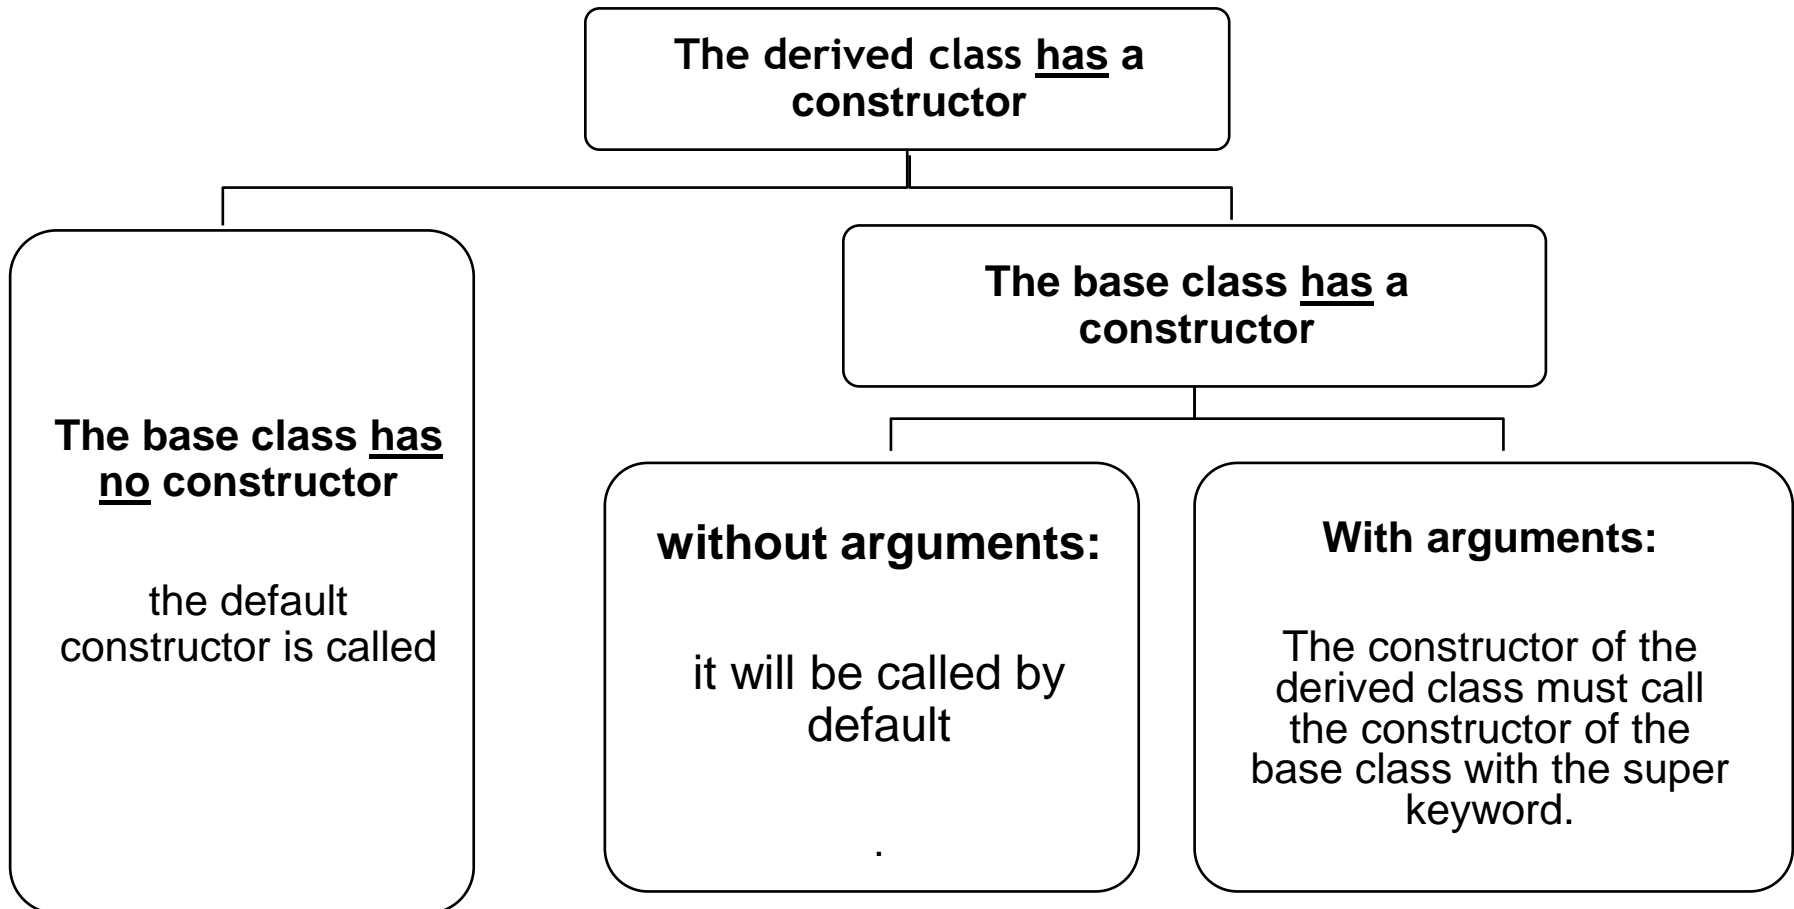 The derived class has a
constructor
The base class has no constructor
the default
constructor is called
The base class has a
constructor
without arguments:
it will be called by
default
.
With arguments:
The constructor of the
derived class must call
the constructor of the
base class with the super
keyword.